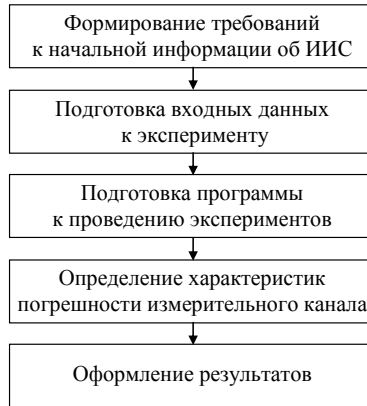 Формирование требований
к начальной информации об ИИС
Подготовка входных данных
к эксперименту
Подготовка программы
к проведению экспериментов
Определение характеристик
погрешности измерительного канала
Оформление результатов